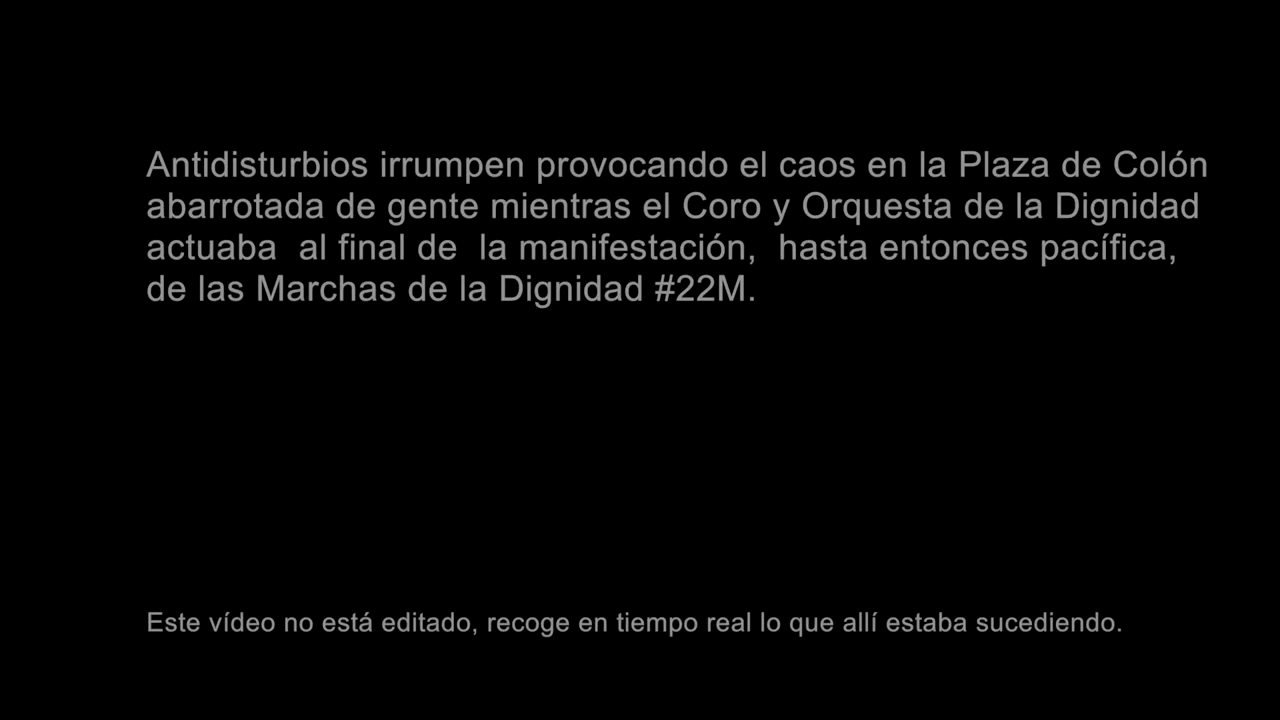 Antidisturbios irrumpen provocando el caos en la Plaza de Colón
abarrotada de gente mientras el Coro y Orquesta de la Dignidad
actuaba  al final de  la manifestación,  hasta entonces pacífica,
de las Marchas de la Dignidad #22M.
Este vídeo no está editado, recoge en tiempo real lo que allí estaba sucediendo.